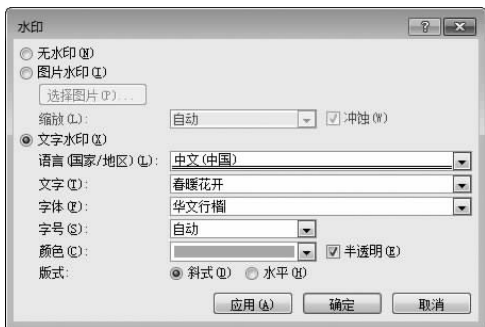 水印
无水印(N)
图片水印(I)
选择图片(P)...
缩放(L): 自动 冲蚀(W)
文字水印(X)
语言(国家/地区)(L): 中文(中国)
文字(T): 春暖花开
字体(F): 华文行楷
字号(S): 自动
颜色(C): 半透明(E)
版式: 斜式(D) 水平(H)
应用(A) 确定 取消